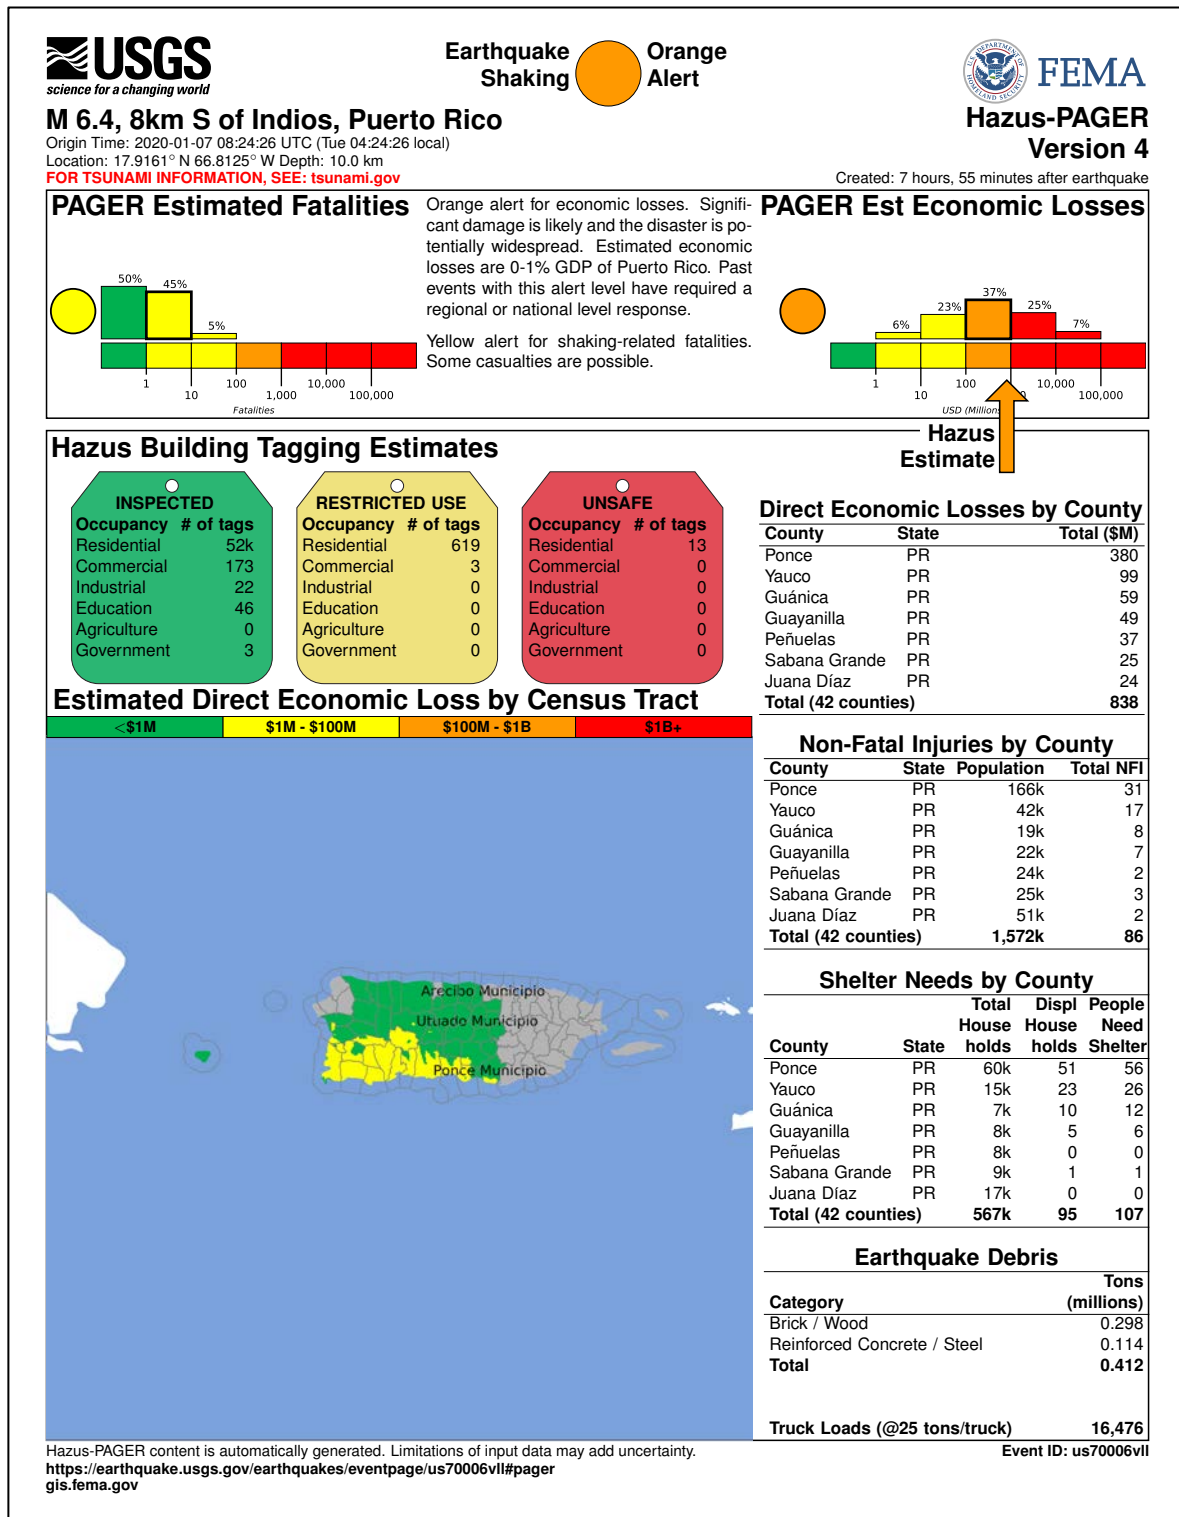 USGS
science for a changing world
Earthquake Shaking
Orange Alert
U.S. DEPARTMENT OF HOMELAND SECURITY
FEMA
M 6.4, 8km S of Indios, Puerto Rico
Origin Time: 2020-01-07 08:24:26 UTC (Tue 04:24:26 local)
Location: 17.9161° N 66.8125° W Depth: 10.0 km
FOR TSUNAMI INFORMATION, SEE: tsunami.gov
Hazus-PAGER
Version 4
Created: 7 hours, 55 minutes after earthquake
PAGER Estimated Fatalities
50%
45%
5%
1
10
100
1,000
10,000
100,000
Fatalities
Orange alert for economic losses. Signifi-
cant damage is likely and the disaster is po-
tentially widespread. Estimated economic
losses are 0-1% GDP of Puerto Rico. Past
events with this alert level have required a
regional or national level response.
Yellow alert for shaking-related fatalities.
Some casualties are possible.
PAGER Est Economic Losses
6%
23%
37%
25%
7%
1
10
100
10,000
100,000
USD (Millions
Hazus
Estimate
Hazus Building Tagging Estimates
INSPECTED
Occupancy # of tags
Residential 52k
Commercial 173
Industrial 22
Education 46
Agriculture 0
Government 3
RESTRICTED USE
Occupancy # of tags
Residential 619
Commercial 3
Industrial 0
Education 0
Agriculture 0
Government 0
UNSAFE
Occupancy # of tags
Residential 13
Commercial 0
Industrial 0
Education 0
Agriculture 0
Government 0
Estimated Direct Economic Loss by Census Tract
<$1M
$1M - $100M
$100M - $1B
$1B+
Arecibo Municipio
Utuado Municipio
Ponce Municipio
Direct Economic Losses by County
County State Total ($M)
Ponce PR 380
Yauco PR 99
Guánica PR 59
Guayanilla PR 49
Peñuelas PR 37
Sabana Grande PR 25
Juana Díaz PR 24
Total (42 counties) 838
Non-Fatal Injuries by County
County State Population Total NFI
Ponce PR 166k 31
Yauco PR 42k 17
Guánica PR 19k 8
Guayanilla PR 22k 7
Peñuelas PR 24k 2
Sabana Grande PR 25k 3
Juana Díaz PR 51k 2
Total (42 counties) 1,572k 86
Shelter Needs by County
Total Displ People
House House Need
County State holds holds Shelter
Ponce PR 60k 51 56
Yauco PR 15k 23 26
Guánica PR 7k 10 12
Guayanilla PR 8k 5 6
Peñuelas PR 8k 0 0
Sabana Grande PR 9k 1 1
Juana Díaz PR 17k 0 0
Total (42 counties) 567k 95 107
Earthquake Debris
Tons
Category (millions)
Brick / Wood 0.298
Reinforced Concrete / Steel 0.114
Total 0.412
Truck Loads (@25 tons/truck) 16,476
Hazus-PAGER content is automatically generated. Limitations of input data may add uncertainty.
https://earthquake.usgs.gov/earthquakes/eventpage/us70006vll#pager
gis.fema.gov
Event ID: us70006vll